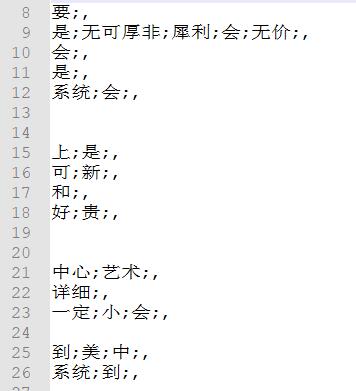 8 要;,
9 是;无可厚非;犀利;会;无价;,
10 会;,
11 是;,
12 系统;会;,
13
14
15 上;是;,
16 可;新;,
17 和;,
18 好;贵;,
19
20
21 中心;艺术;,
22 详细;,
23 一定;小;会;,
24
25 到;美;中;,
26 系统;到;,